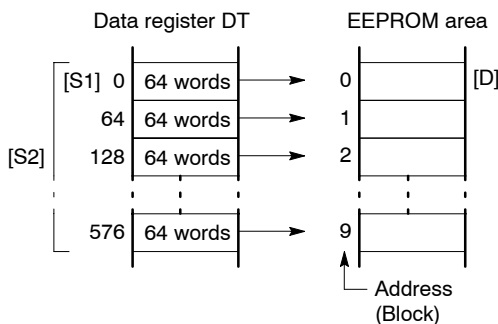 Data register DT EEPROM area
[S1] 0 64 words 0 [D]
64 64 words 1
[S2] 128 64 words 2
576 64 words 9
Address
(Block)